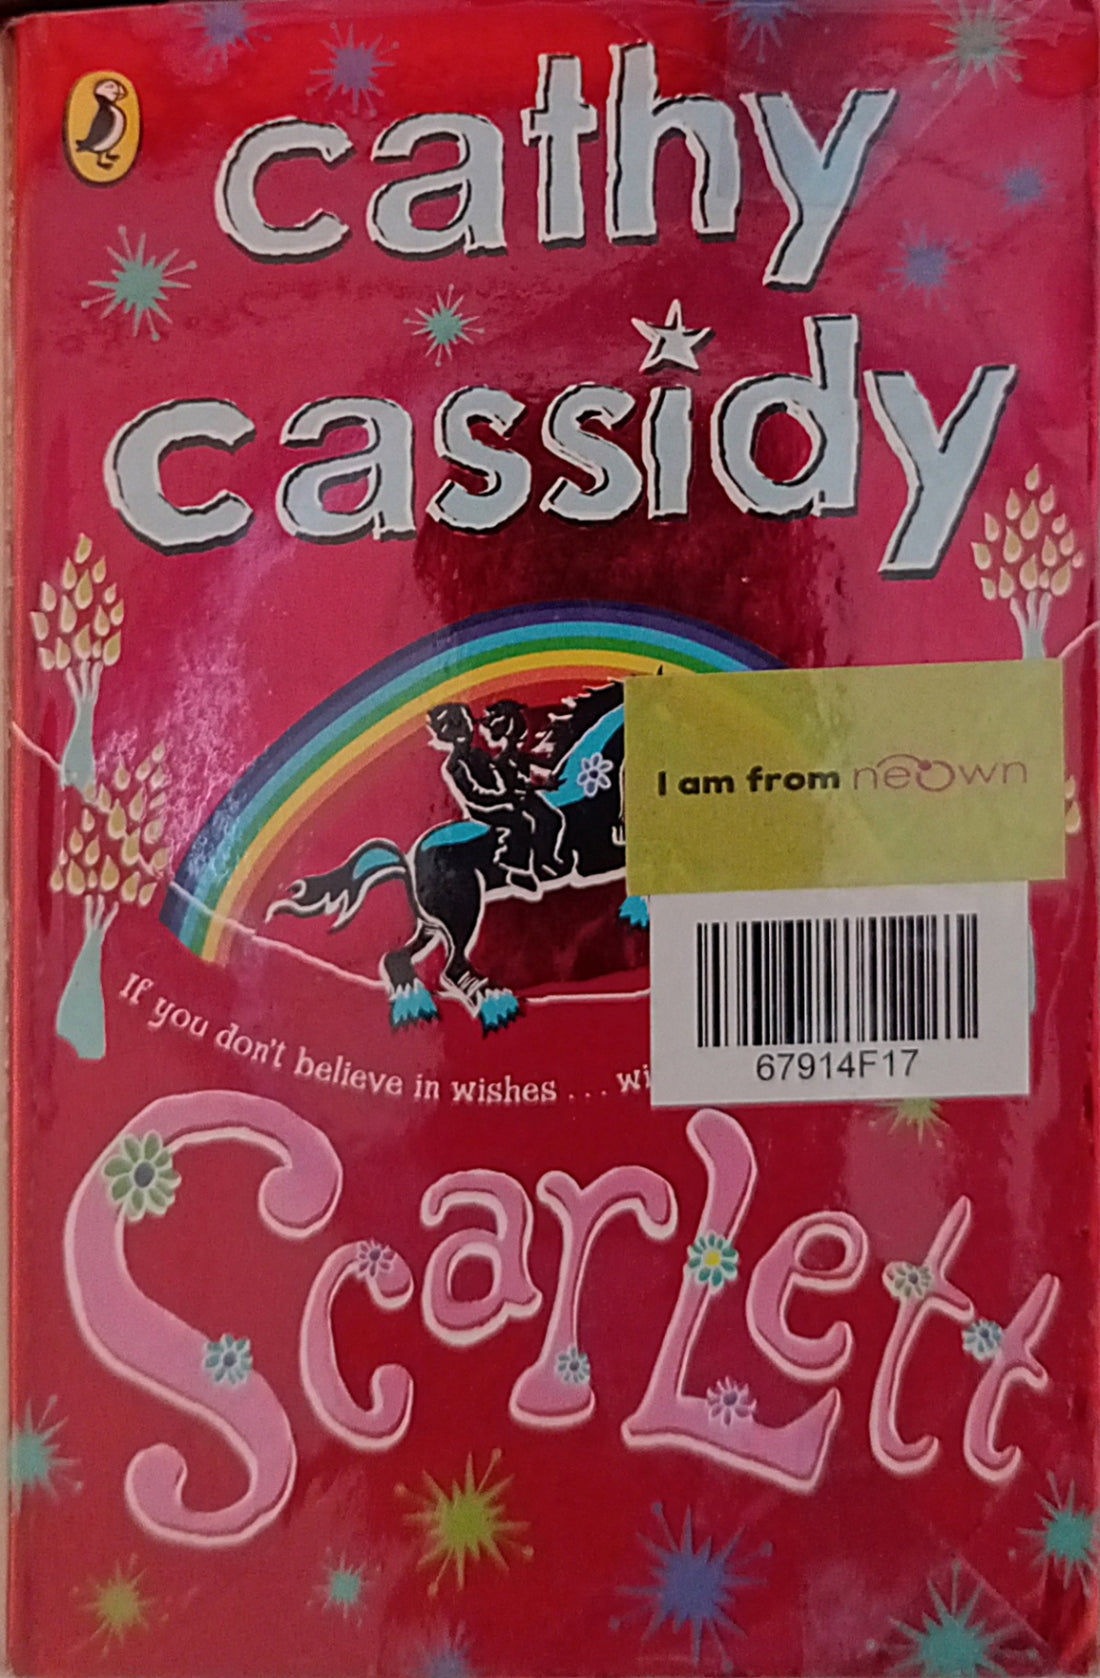 cathy
cassidy
I am from neown
67914F17
If you don't believe in wishes . . . wi
Scarlett